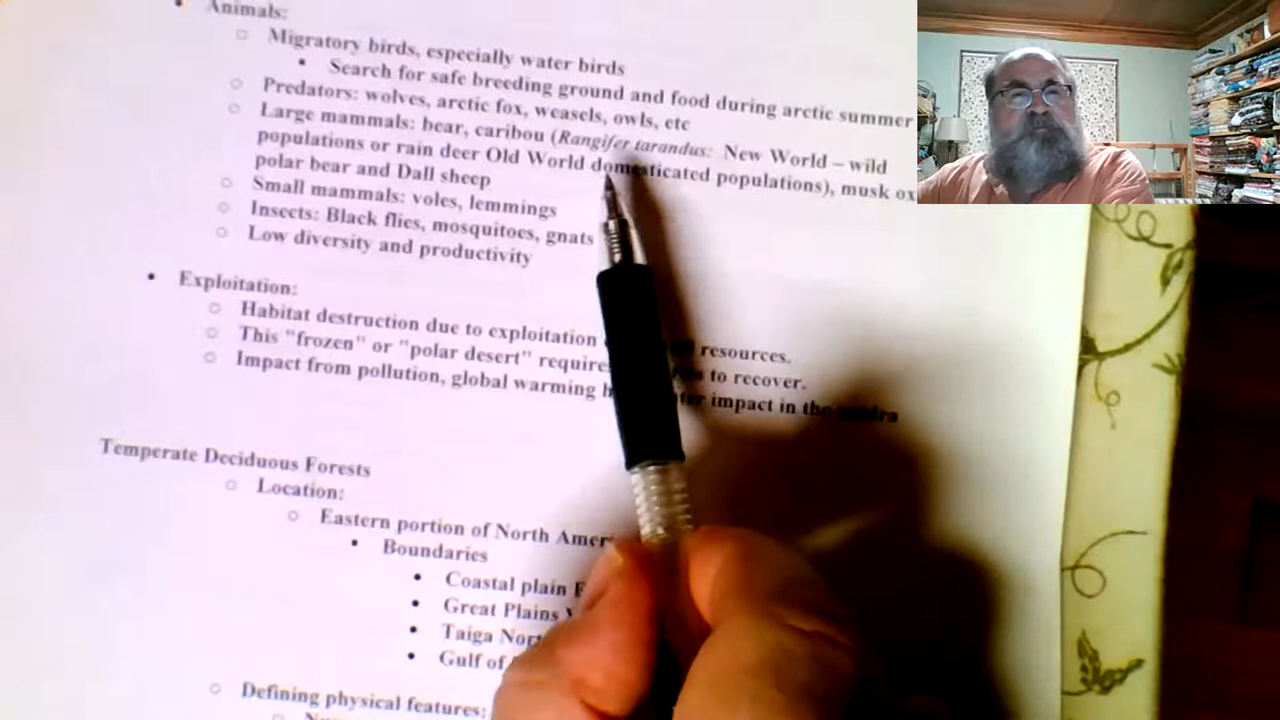 Animals:
Migratory birds, especially water birds
Search for safe breeding ground and food during arctic summer
Predators: wolves, arctic fox, weasels, owls, etc
Large mammals: bear, caribou (Rangifer tarandus: New World – wild
populations or rain deer Old World domesticated populations), musk ox
polar bear and Dall sheep
Small mammals: voles, lemmings
Insects: Black flies, mosquitoes, gnats
Low diversity and productivity
Exploitation:
Habitat destruction due to exploitation resources.
This "frozen" or "polar desert" to recover.
Impact from pollution, global warming impact in the tundra
Temperate Deciduous Forests
Location:
Eastern portion of North
Boundaries
Coastal plain
Great Plains
Taiga
Gulf of
Defining physical features: